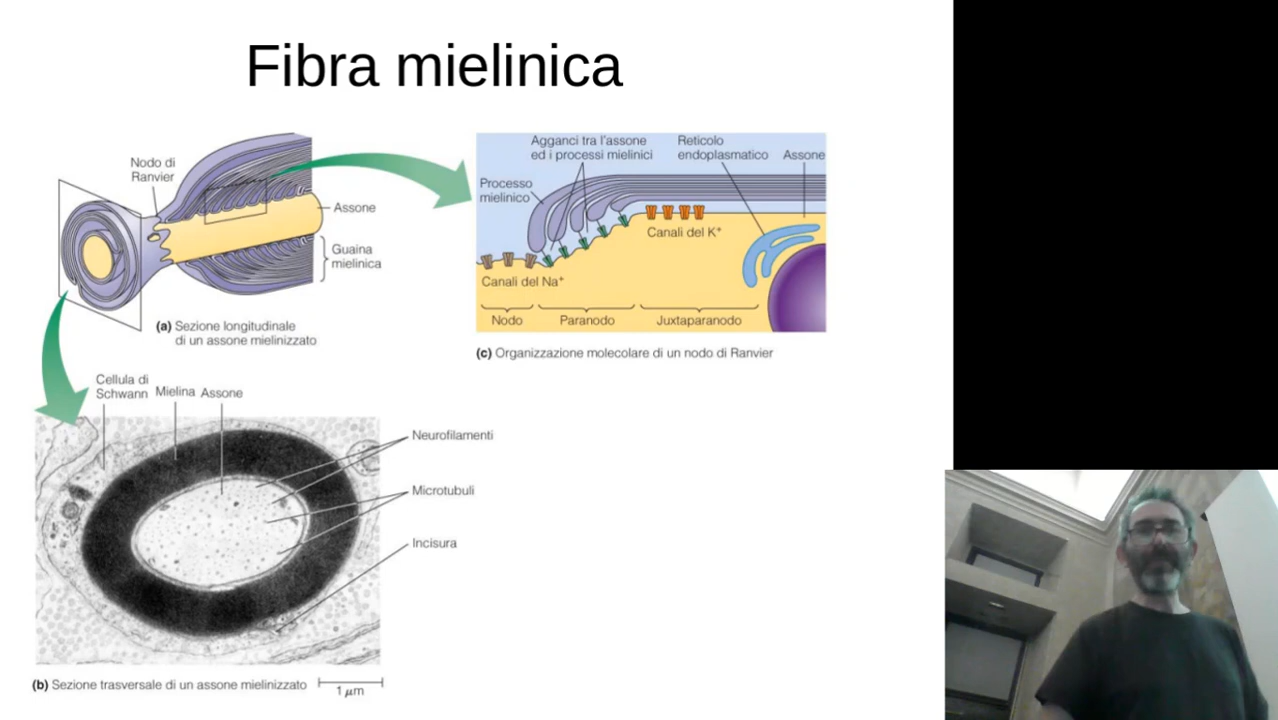 Fibra mielinica
Nodo di
Ranvier
Assone
Guaina
mielinica
(a) Sezione longitudinale
di un assone mielinizzato
Agganci tra l'assone
ed i processi mielinici
Reticolo
endoplasmatico
Assone
Processo
mielinico
Canali del K⁺
Canali del Na⁺
Nodo
Paranodo
Juxtaparanodo
(c) Organizzazione molecolare di un nodo di Ranvier
Cellula di
Schwann
Mielina
Assone
Neurofilamenti
Microtubuli
Incisura
(b) Sezione trasversale di un assone mielinizzato
1 μm